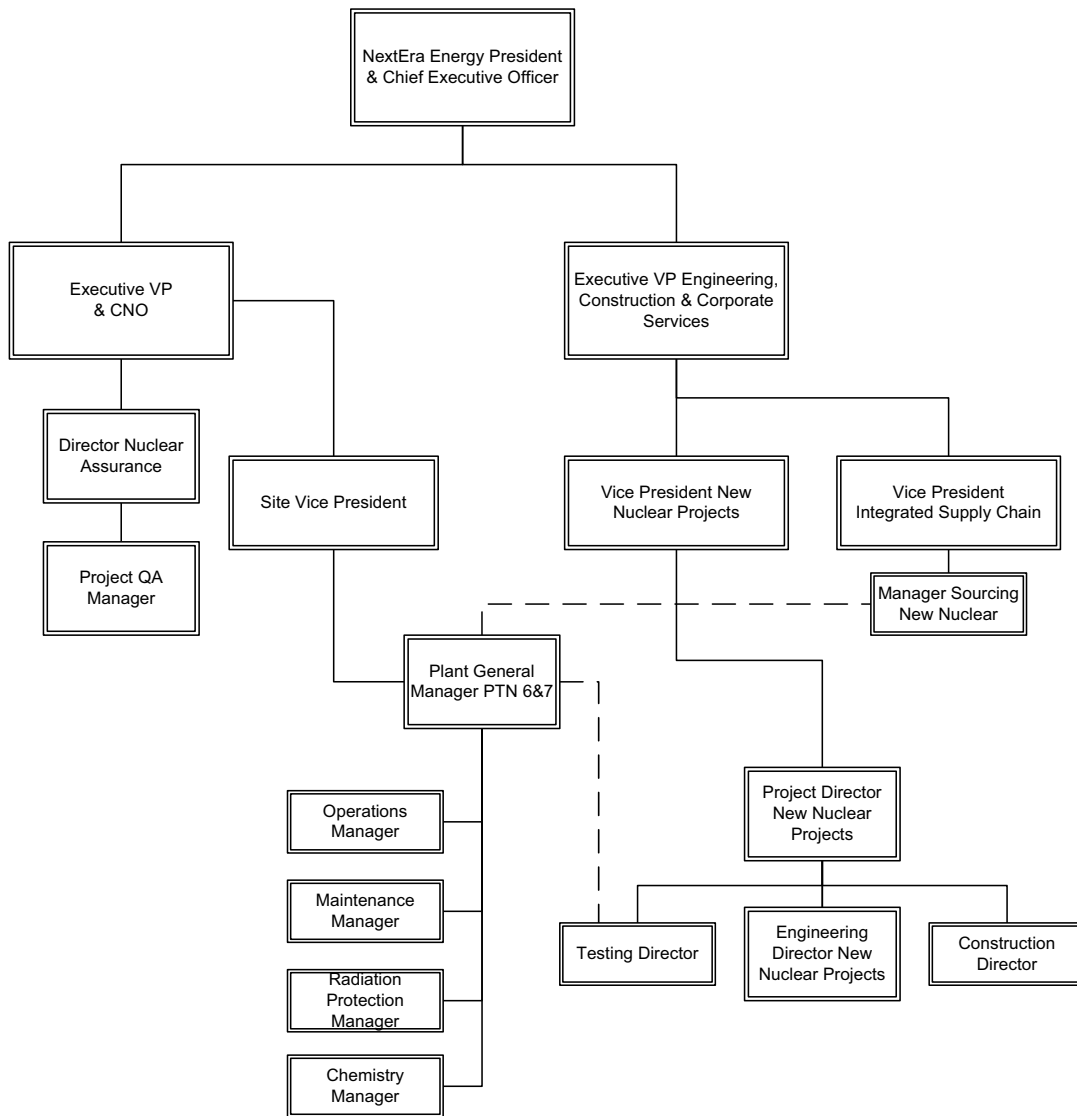 NextEra Energy President
& Chief Executive Officer
Executive VP
& CNO
Executive VP Engineering,
Construction & Corporate
Services
Director Nuclear
Assurance
Site Vice President
Vice President New
Nuclear Projects
Vice President
Integrated Supply Chain
Project QA
Manager
Manager Sourcing
New Nuclear
Plant General
Manager PTN 6&7
Operations
Manager
Project Director
New Nuclear
Projects
Maintenance
Manager
Testing Director
Engineering
Director New
Nuclear Projects
Construction
Director
Radiation
Protection
Manager
Chemistry
Manager